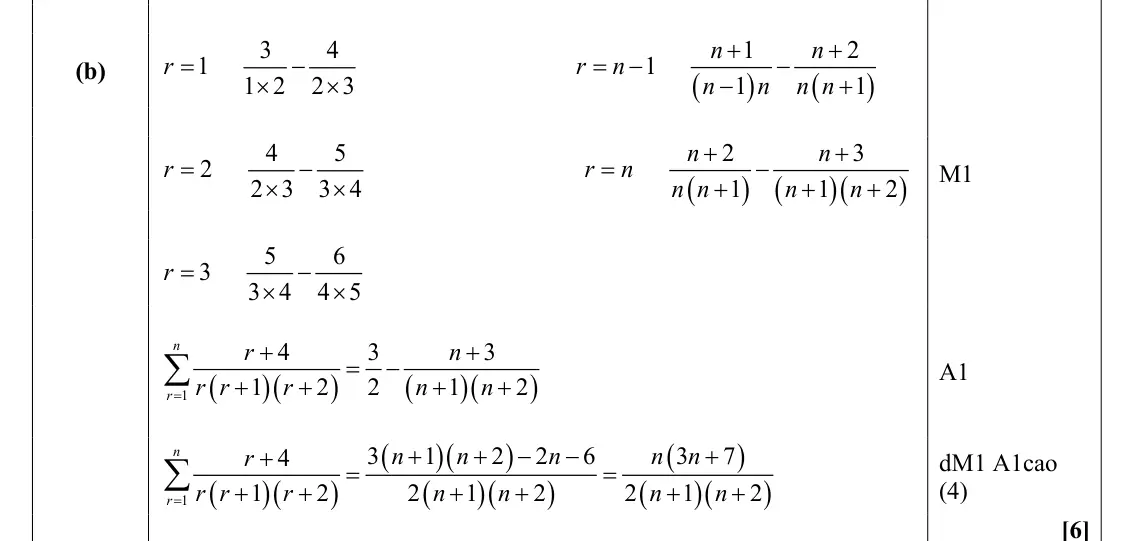 (b) r = 1 3/(1×2) − 4/(2×3) r = n−1 (n+1)/((n−1)n) − (n+2)/(n(n+1))
r = 2 4/(2×3) − 5/(3×4) r = n (n+2)/(n(n+1)) − (n+3)/((n+1)(n+2)) M1
r = 3 5/(3×4) − 6/(4×5)
∑_{r=1}^{n} (r+4)/(r(r+1)(r+2)) = 3/2 − (n+3)/((n+1)(n+2)) A1
∑_{r=1}^{n} (r+4)/(r(r+1)(r+2)) = (3(n+1)(n+2)−2n−6)/(2(n+1)(n+2)) = n(3n+7)/(2(n+1)(n+2)) dM1 A1cao
(4)
[6]